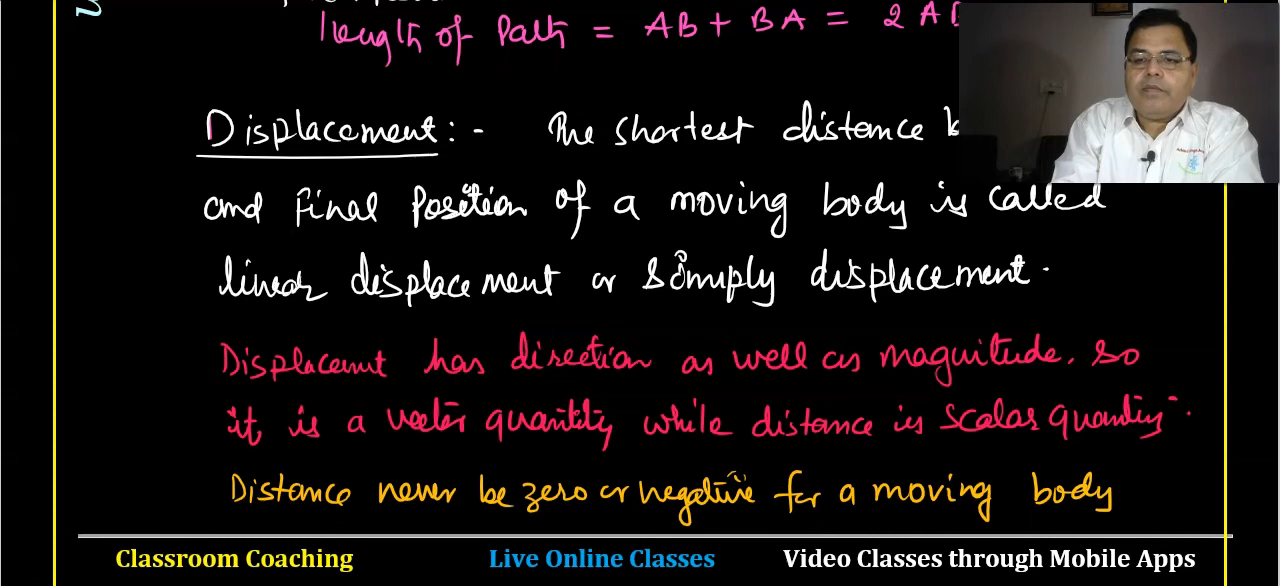 length of Path = AB + BA = 2 A
Displacement :- The shortest distance
and final Position of a moving body is called
linear displacement or simply displacement.
Displacemt has direction as well as magnitude. so
it is a vector quantity while distance is scalar quantity.
Distance never be zero or negative for a moving body
Classroom Coaching Live Online Classes Video Classes through Mobile Apps